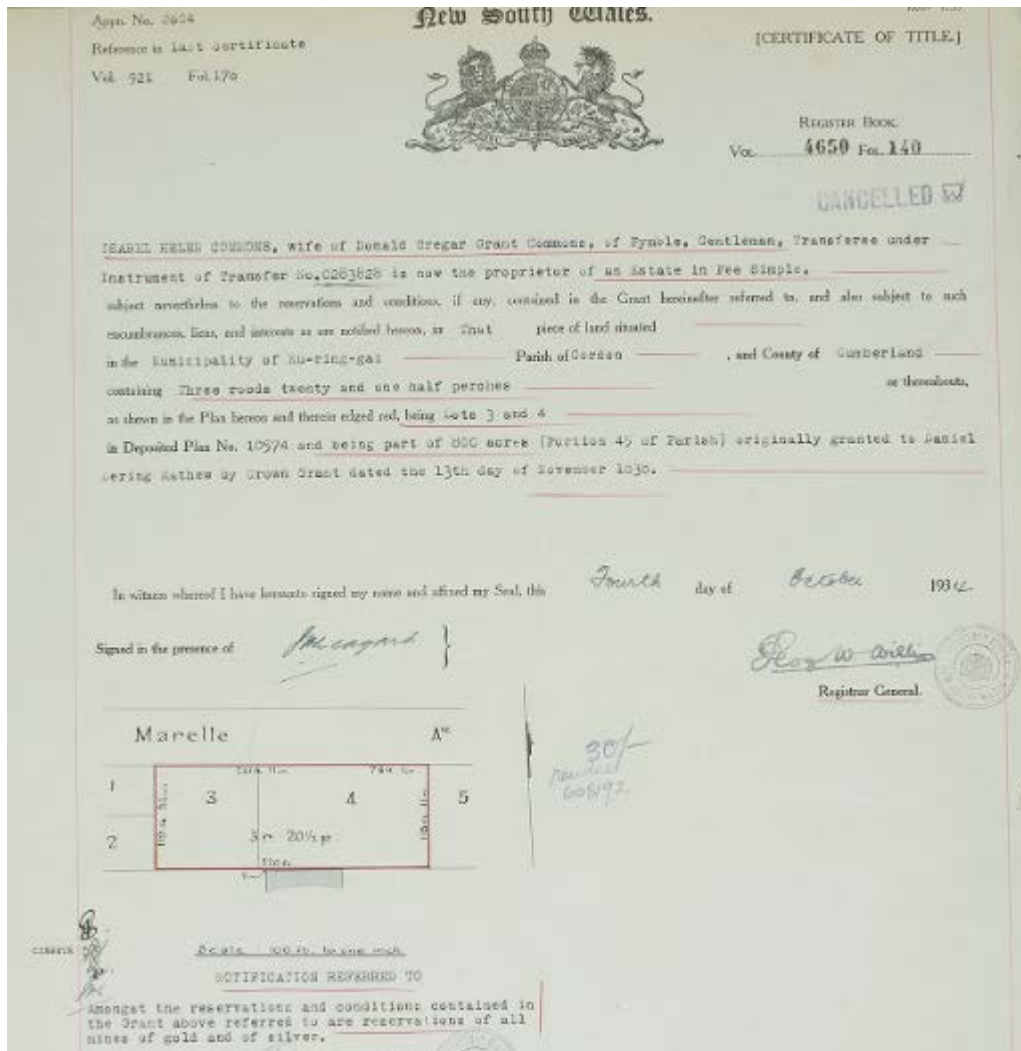 New South Wales.
Appn. No.
[CERTIFICATE OF TITLE.]
Reference to last Certificate
Vol. 921 Fol. 170
REGISTER BOOK.
VOL. 4650 FOL. 140
CANCELLED
ISABEL HELEN COMMONS, wife of Donald Gregar Grant Commons, of Pymble, Gentleman, Transferee under
Instrument of Transfer No.C283828 is now the proprietor of an Estate in Fee Simple,
subject nevertheless to the reservations and conditions, if any, contained in the Grant hereinafter referred to, and also subject to such
encumbrances, liens, and interests as are notified hereon, in That piece of land situated
in the Municipality of Ku-ring-gai Parish of Gordon , and County of Cumberland
containing Three roods twenty and one half perches or thereabouts,
as shown in the Plan hereon and therein edged red, being Lots 3 and 4
in Deposited Plan No. 10574 and being part of 800 acres (Portion 45 of Parish) originally granted to Daniel
Dering Mathew by Crown Grant dated the 13th day of November
In witness whereof I have hereunto signed my name and affixed my Seal, this Fourth day of October 1934
Signed in the presence of
Registrar General.
Marelle Ave
1
3
4
5
2
3 r 20½ pr
30/-
Scale 100 ft. to one inch
NOTIFICATION REFERRED TO
Amongst the reservations and conditions contained in
the Grant above referred to are reservations of all
mines of gold and of silver.